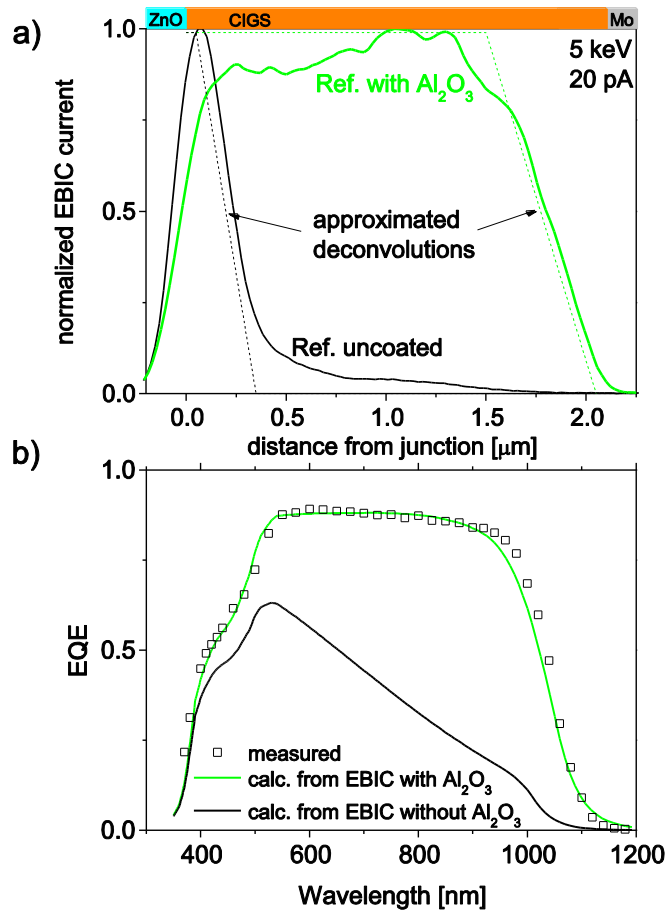 ZnO CIGS Mo
a)
1.0
5 keV
20 pA
Ref. with Al₂O₃
normalized EBIC current
0.5
approximated
deconvolutions
Ref. uncoated
0.0
0.0 0.5 1.0 1.5 2.0
distance from junction [μm]
b)
1.0
EQE
0.5
measured
calc. from EBIC with Al₂O₃
calc. from EBIC without Al₂O₃
0.0
400 600 800 1000 1200
Wavelength [nm]